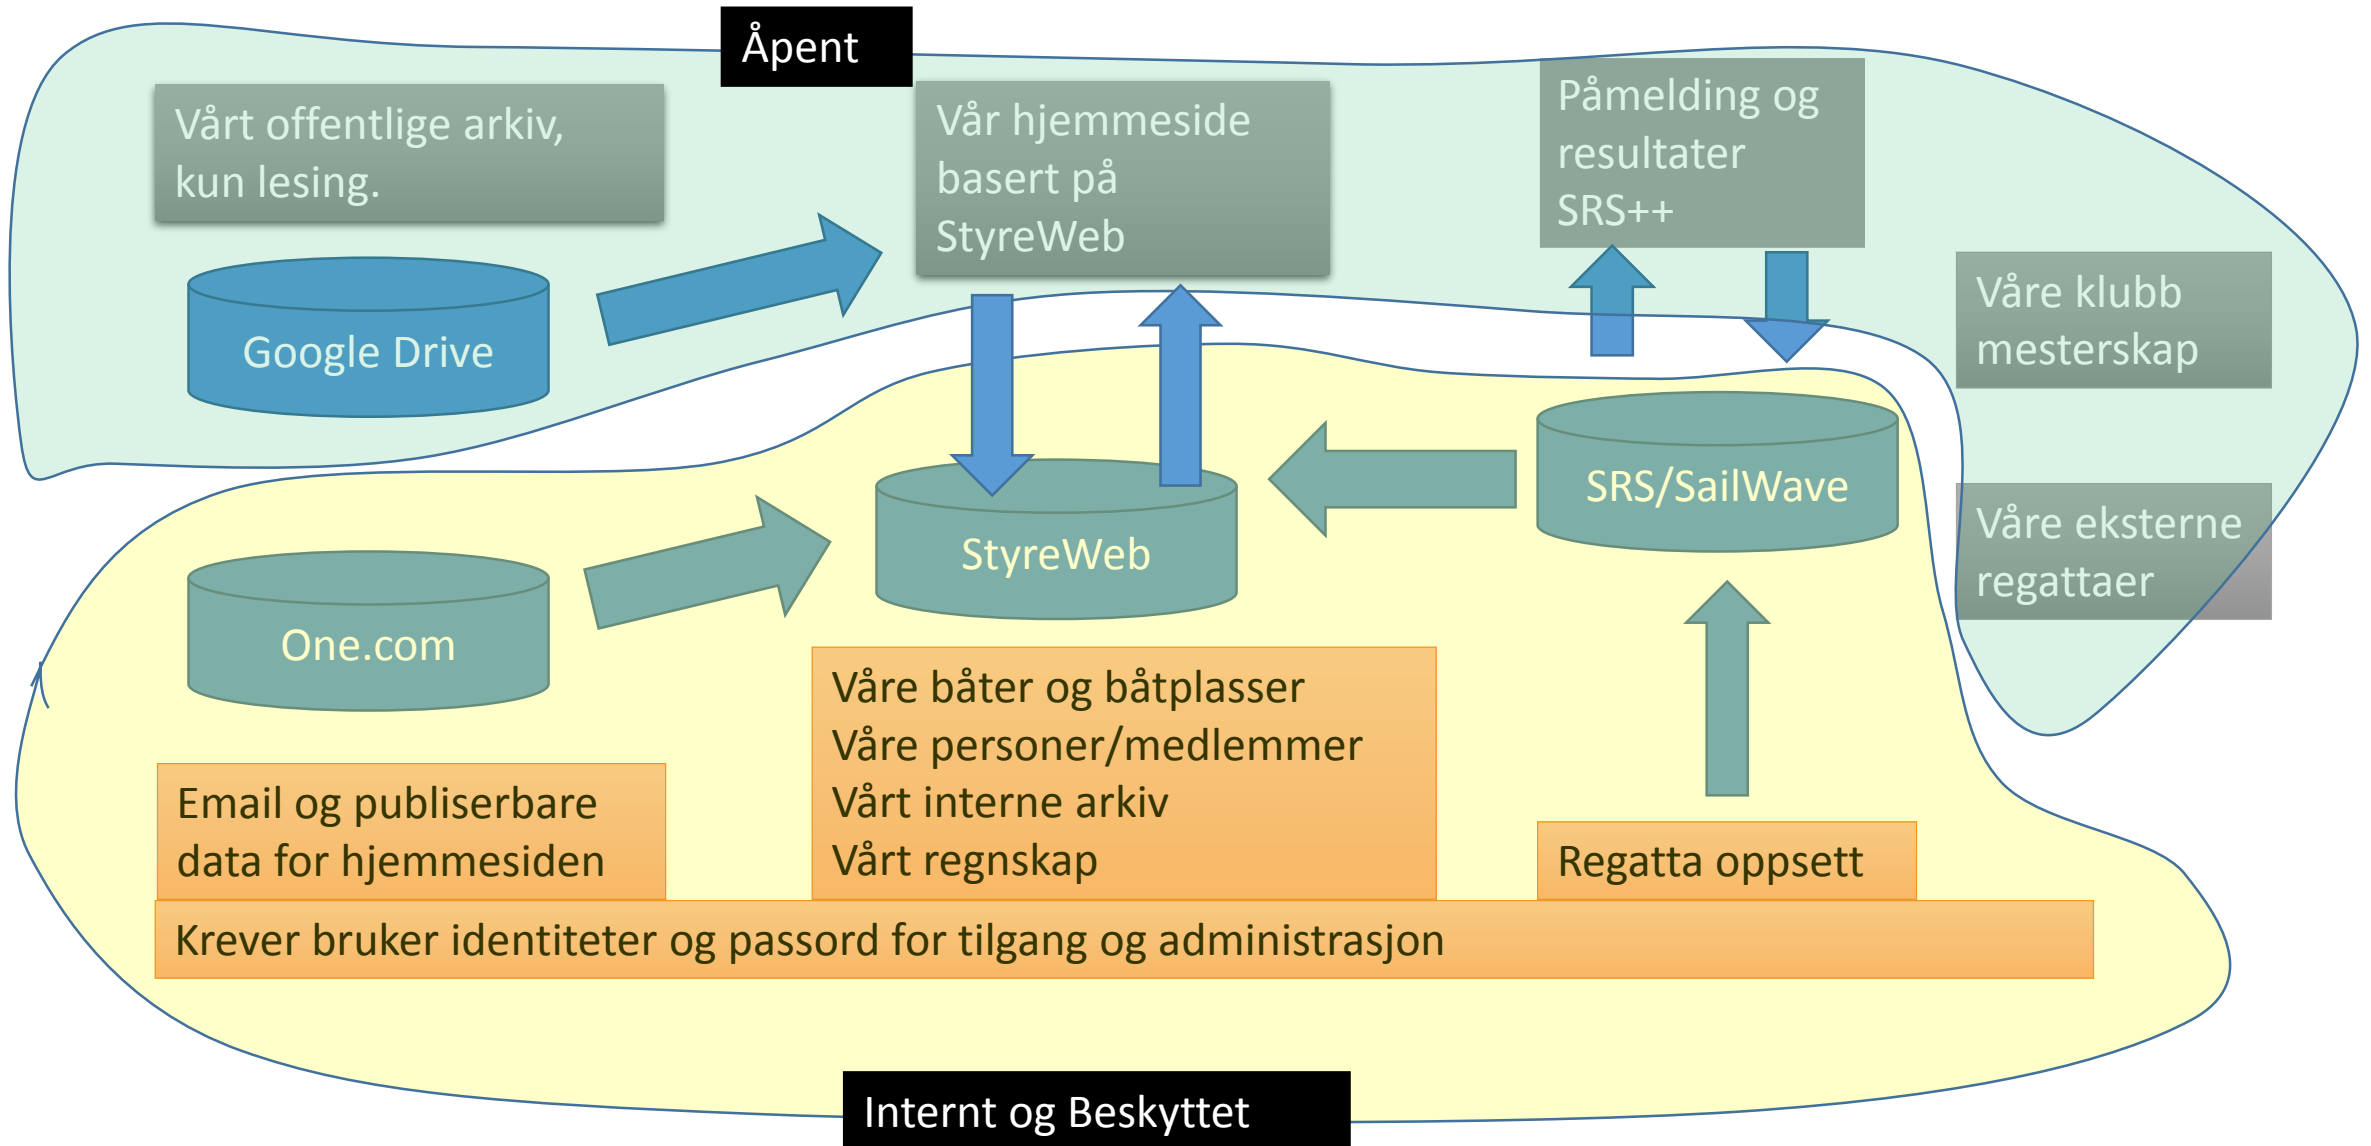 Åpent
Vårt offentlige arkiv,
kun lesing.
Vår hjemmeside
basert på
StyreWeb
Påmelding og
resultater
SRS++
Google Drive
Våre klubb
mesterskap
SRS/SailWave
Våre eksterne
regattaer
StyreWeb
One.com
Våre båter og båtplasser
Våre personer/medlemmer
Vårt interne arkiv
Vårt regnskap
Email og publiserbare
data for hjemmesiden
Regatta oppsett
Krever bruker identiteter og passord for tilgang og administrasjon
Internt og Beskyttet